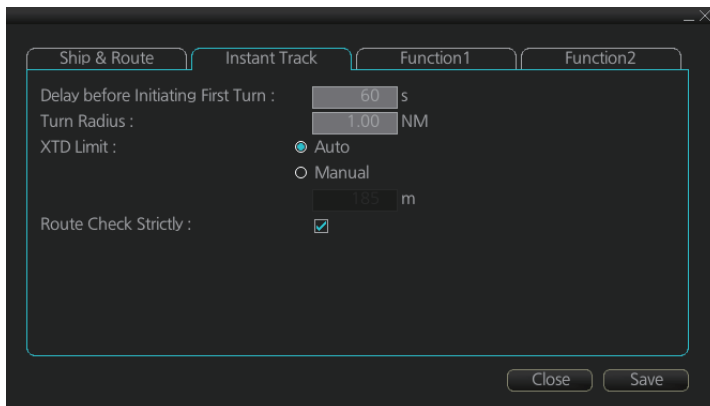 Ship & Route Instant Track Function1 Function2
Delay before Initiating First Turn : 60 s
Turn Radius : 1.00 NM
XTD Limit : Auto
Manual
185 m
Route Check Strictly :
Close Save